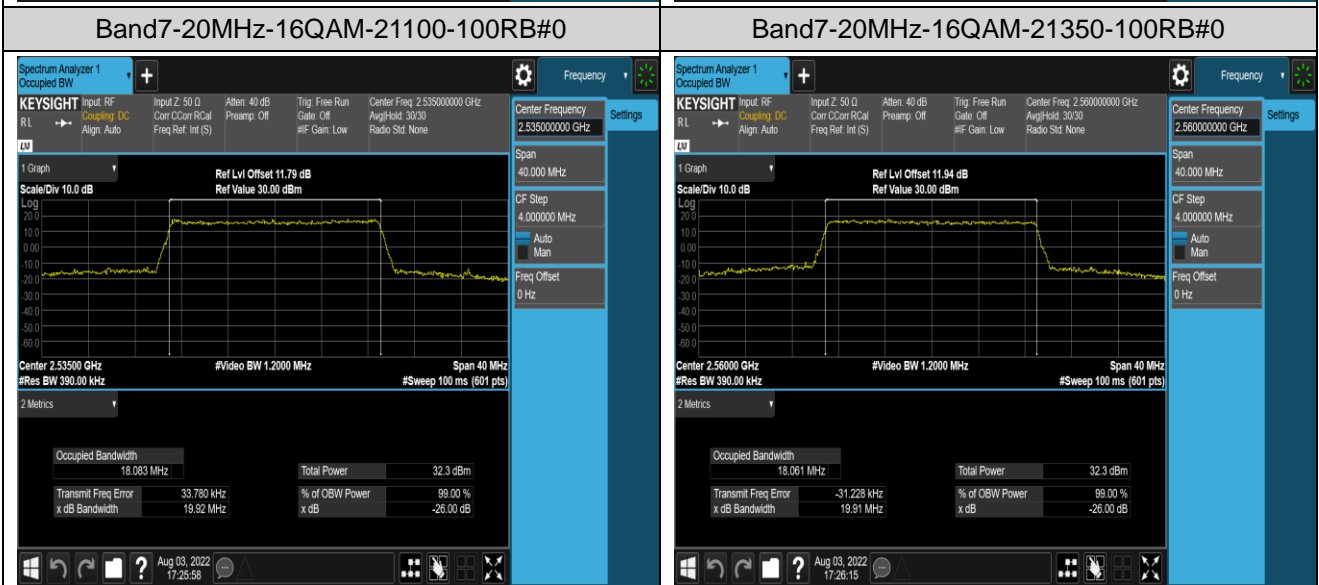 Band7-20MHz-16QAM-21100-100RB#0
Spectrum Analyzer 1
Occupied BW
+
Frequency
KEYSIGHT
R L
LXI
Input: RF
Coupling: DC
Align: Auto
Input Z: 50 Ω
Corr CCorr RCal
Freq Ref: Int (S)
Atten: 40 dB
Preamp: Off
Trig: Free Run
Gate: Off
#IF Gain: Low
Center Freq: 2.535000000 GHz
Avg|Hold: 30/30
Radio Std: None
Center Frequency
2.535000000 GHz
Settings
Span
40.000 MHz
CF Step
4.000000 MHz
Auto
Man
Freq Offset
0 Hz
1 Graph
Scale/Div 10.0 dB
Ref Lvl Offset 11.79 dB
Ref Value 30.00 dBm
Log
20.0
10.0
0.00
-10.0
-20.0
-30.0
-40.0
-50.0
-60.0
Center 2.53500 GHz
#Res BW 390.00 kHz
#Video BW 1.2000 MHz
Span 40 MHz
#Sweep 100 ms (601 pts)
2 Metrics
Occupied Bandwidth
18.083 MHz
Total Power 32.3 dBm
Transmit Freq Error 33.780 kHz
% of OBW Power 99.00 %
x dB Bandwidth 19.92 MHz
x dB -26.00 dB
?
Aug 03, 2022
17:25:58
Band7-20MHz-16QAM-21350-100RB#0
Spectrum Analyzer 1
Occupied BW
+
Frequency
KEYSIGHT
R L
LXI
Input: RF
Coupling: DC
Align: Auto
Input Z: 50 Ω
Corr CCorr RCal
Freq Ref: Int (S)
Atten: 40 dB
Preamp: Off
Trig: Free Run
Gate: Off
#IF Gain: Low
Center Freq: 2.560000000 GHz
Avg|Hold: 30/30
Radio Std: None
Center Frequency
2.560000000 GHz
Settings
Span
40.000 MHz
CF Step
4.000000 MHz
Auto
Man
Freq Offset
0 Hz
1 Graph
Scale/Div 10.0 dB
Ref Lvl Offset 11.94 dB
Ref Value 30.00 dBm
Log
20.0
10.0
0.00
-10.0
-20.0
-30.0
-40.0
-50.0
-60.0
Center 2.56000 GHz
#Res BW 390.00 kHz
#Video BW 1.2000 MHz
Span 40 MHz
#Sweep 100 ms (601 pts)
2 Metrics
Occupied Bandwidth
18.061 MHz
Total Power 32.3 dBm
Transmit Freq Error -31.228 kHz
% of OBW Power 99.00 %
x dB Bandwidth 19.91 MHz
x dB -26.00 dB
?
Aug 03, 2022
17:26:15